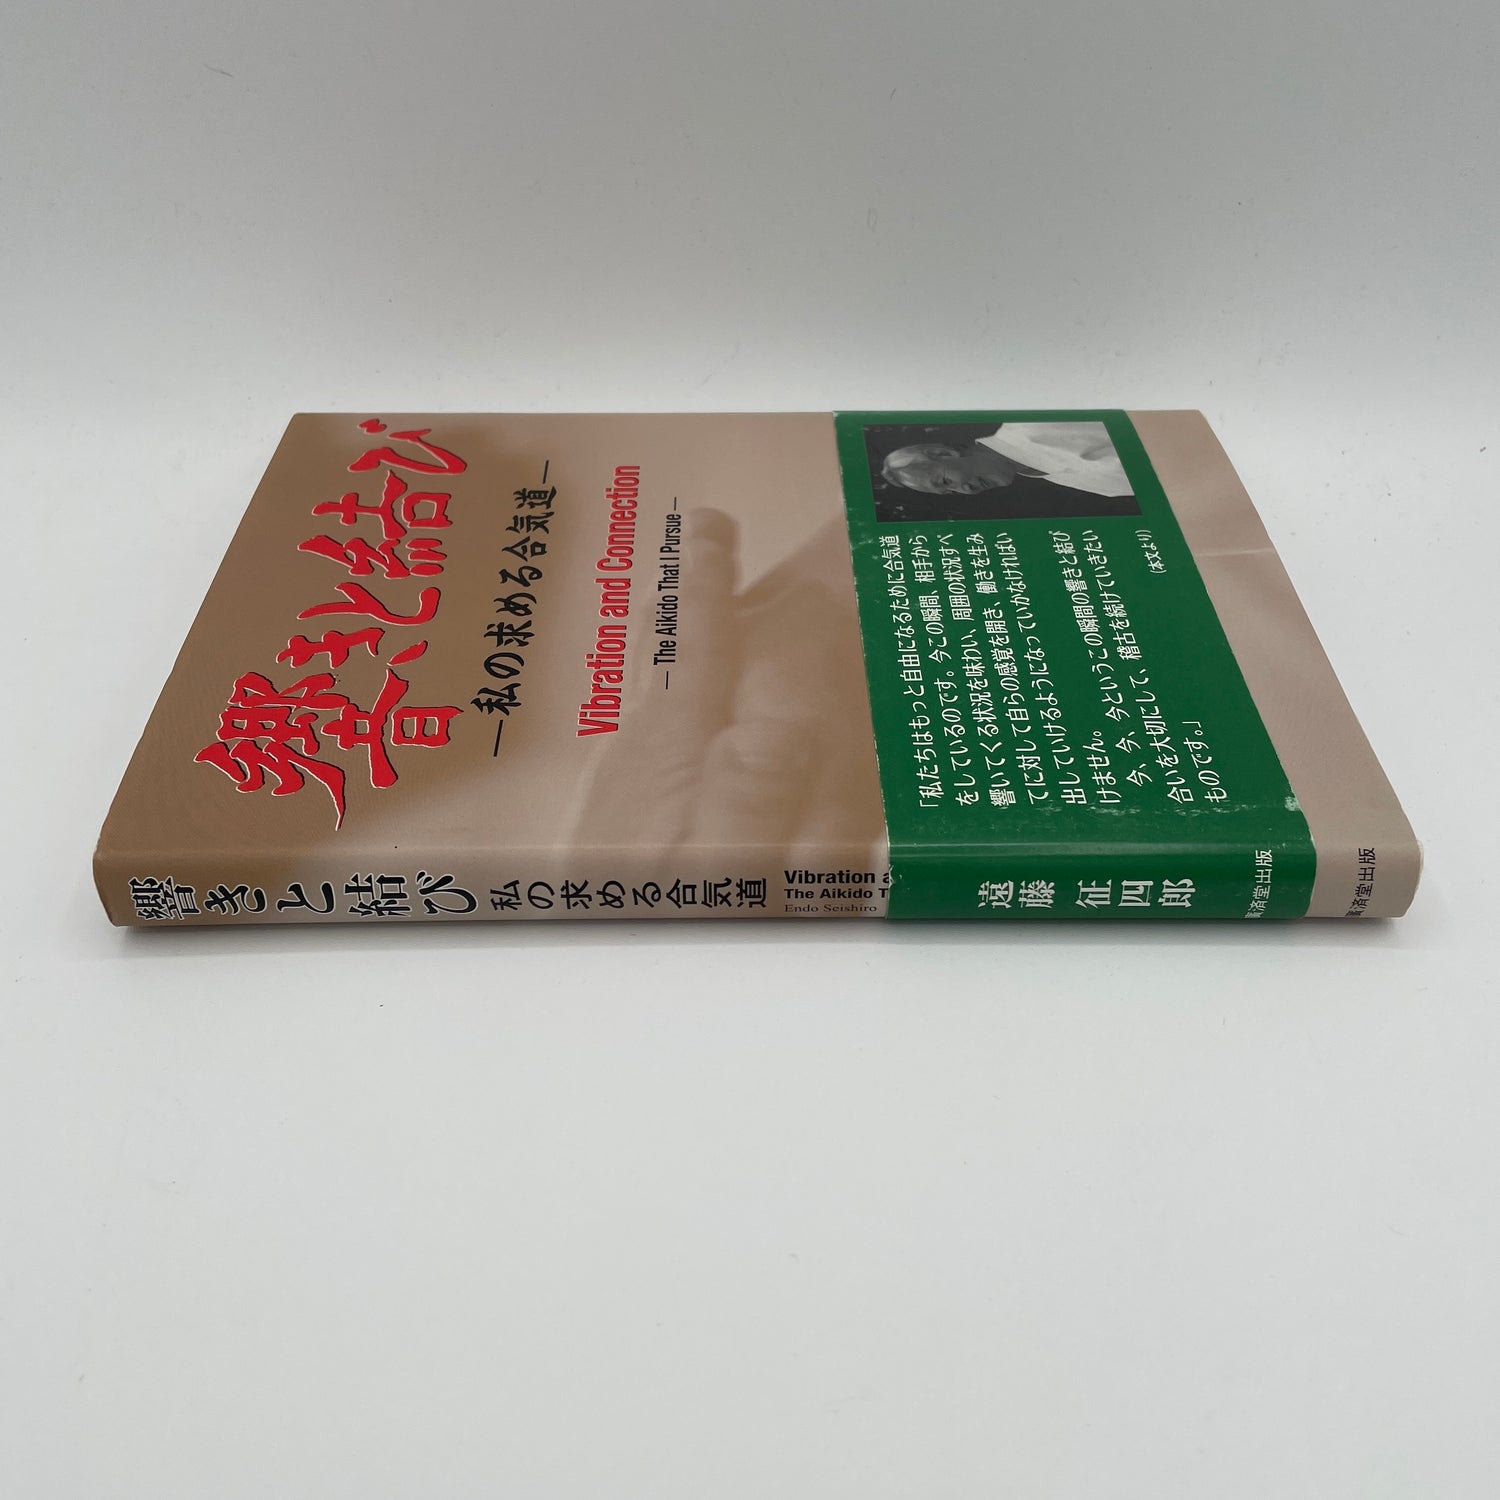 響きと結び
―私の求める合気道―
Vibration and Connection
― The Aikido That I Pursue ―
「私たちはもっと自由になるために合気道
をしているのです。今この瞬間、相手から
響いてくる状況を味わい、周囲の状況すべ
てに対して自らの感覚を開き、働きを生み
出していけるようになっていかなければい
けません。
今、今、今というこの瞬間の響きと結び
合いを大切にして、稽古を続けていきたい
ものです。」
(本文より)
響きと結び 私の求める合気道
Vibration a
The Aikido T
Endo Seishiro
遠藤 征四郎
廣済堂出版
廣済堂出版